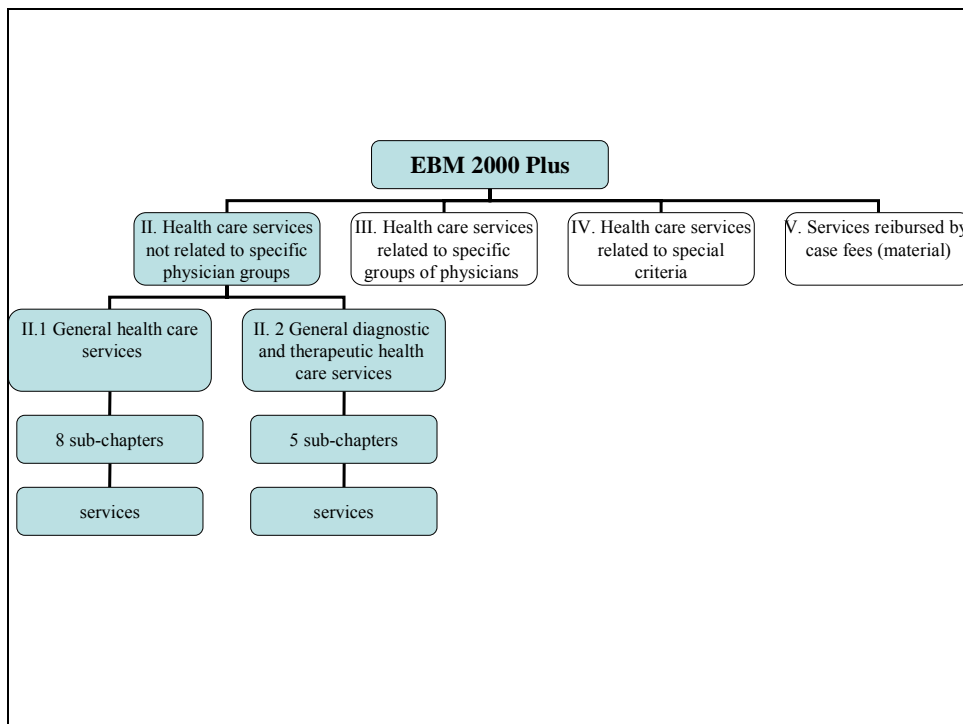 EBM 2000 Plus
II. Health care services
not related to specific
physician groups
III. Health care services
related to specific
groups of physicians
IV. Health care services
related to special
criteria
V. Services reibursed by
case fees (material)
II.1 General health care
services
II. 2 General diagnostic
and therapeutic health
care services
8 sub-chapters
5 sub-chapters
services
services